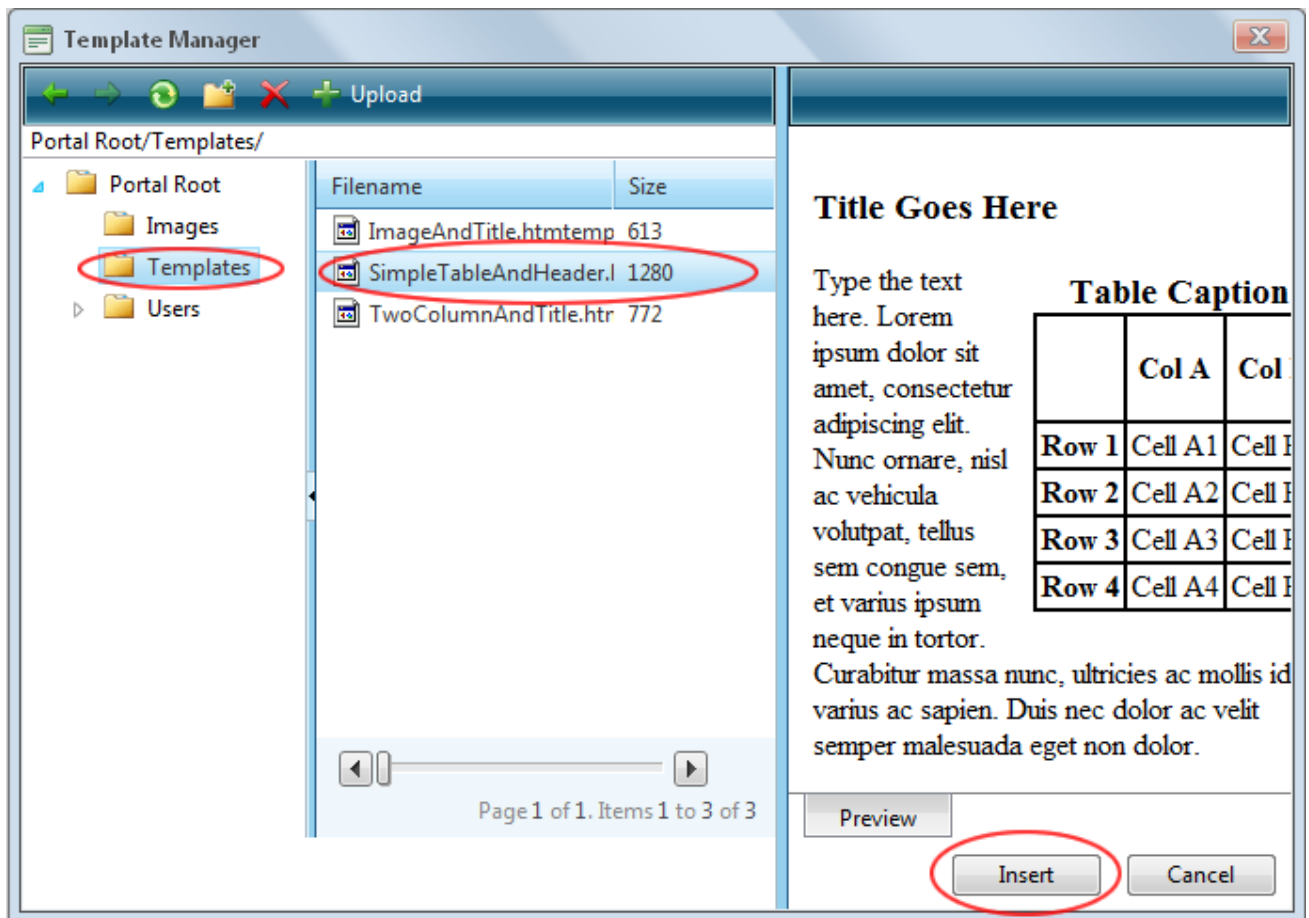 Template Manager
Upload
Portal Root/Templates/
Portal Root
Images
Templates
Users
Filename Size
ImageAndTitle.htmtemp 613
SimpleTableAndHeader. 1280
TwoColumnAndTitle.htr 772
Page 1 of 1. Items 1 to 3 of 3
Title Goes Here
Type the text
here. Lorem
ipsum dolor sit
amet, consectetur
adipiscing elit.
Nunc ornare, nisl
ac vehicula
volutpat, tellus
sem congue sem,
et varius ipsum
neque in tortor.
Curabitur massa nunc, ultricies ac mollis id
varius ac sapien. Duis nec dolor ac velit
semper malesuada eget non dolor.
Table Caption
Col A Col
Row 1 Cell A1 Cell
Row 2 Cell A2 Cell
Row 3 Cell A3 Cell
Row 4 Cell A4 Cell
Preview
Insert Cancel